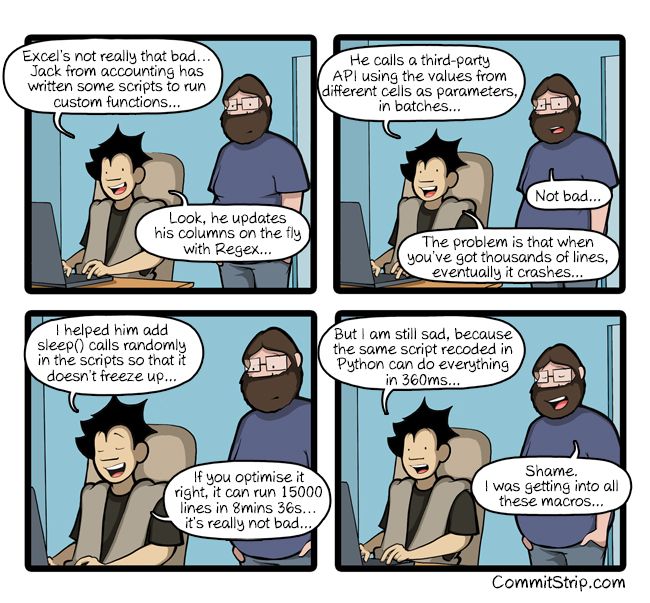 Excel's not really that bad...
Jack from accounting has
written some scripts to run
custom functions...
Look, he updates
his columns on the fly
with Regex...
He calls a third-party
API using the values from
different cells as parameters,
in batches...
Not bad...
The problem is that when
you've got thousands of lines,
eventually it crashes...
I helped him add
sleep() calls randomly
in the scripts so that it
doesn't freeze up...
If you optimise it
right, it can run 15000
lines in 8mins 36s...
it's really not bad...
But I am still sad, because
the same script recoded in
Python can do everything
in 360ms...
Shame.
I was getting into all
these macros...
CommitStrip.com